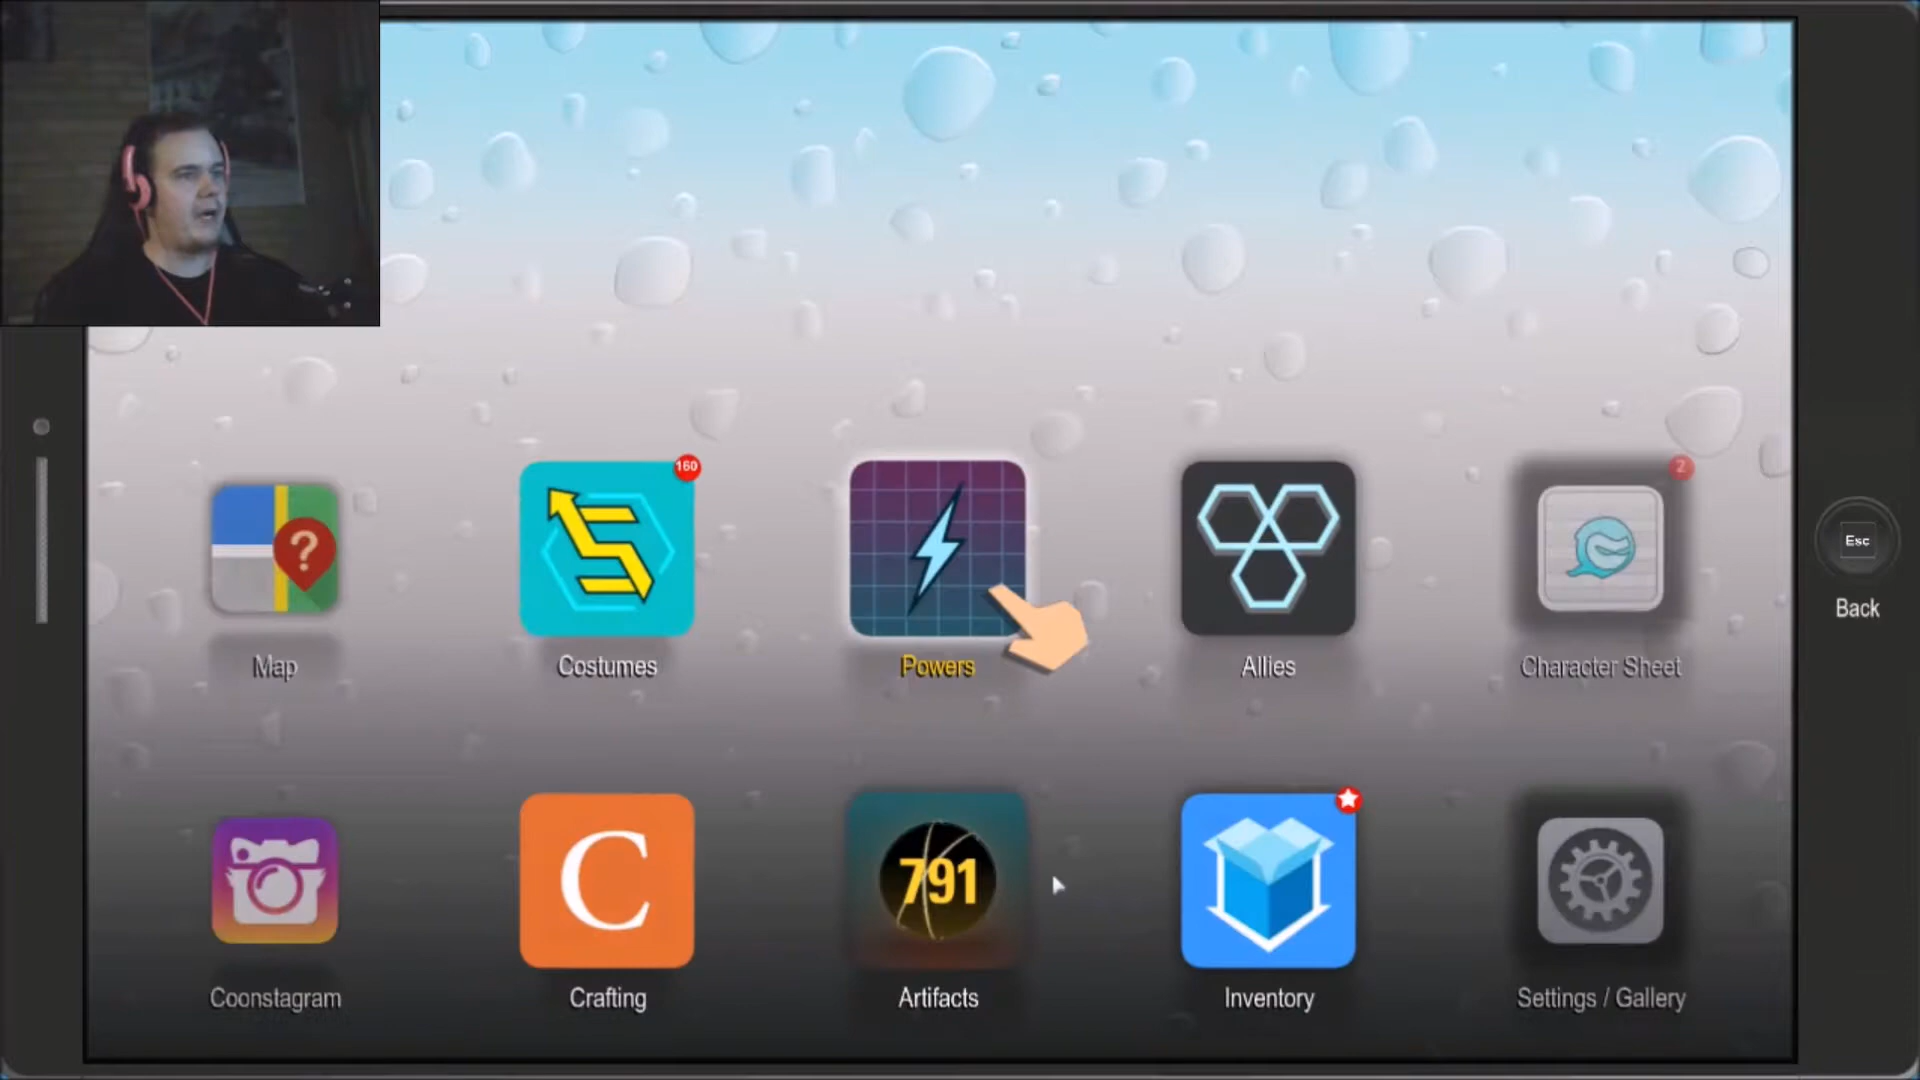 160
2
Esc
Back
Map
Costumes
Powers
Allies
Character Sheet
C
791
Coonstagram
Crafting
Artifacts
Inventory
Settings / Gallery